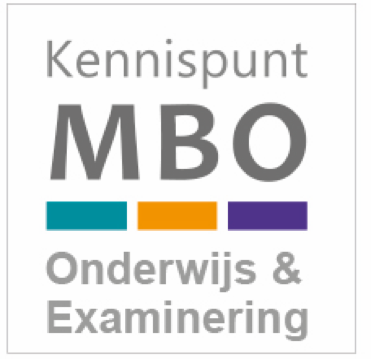 Kennispunt
MBO
Onderwijs &
Examinering